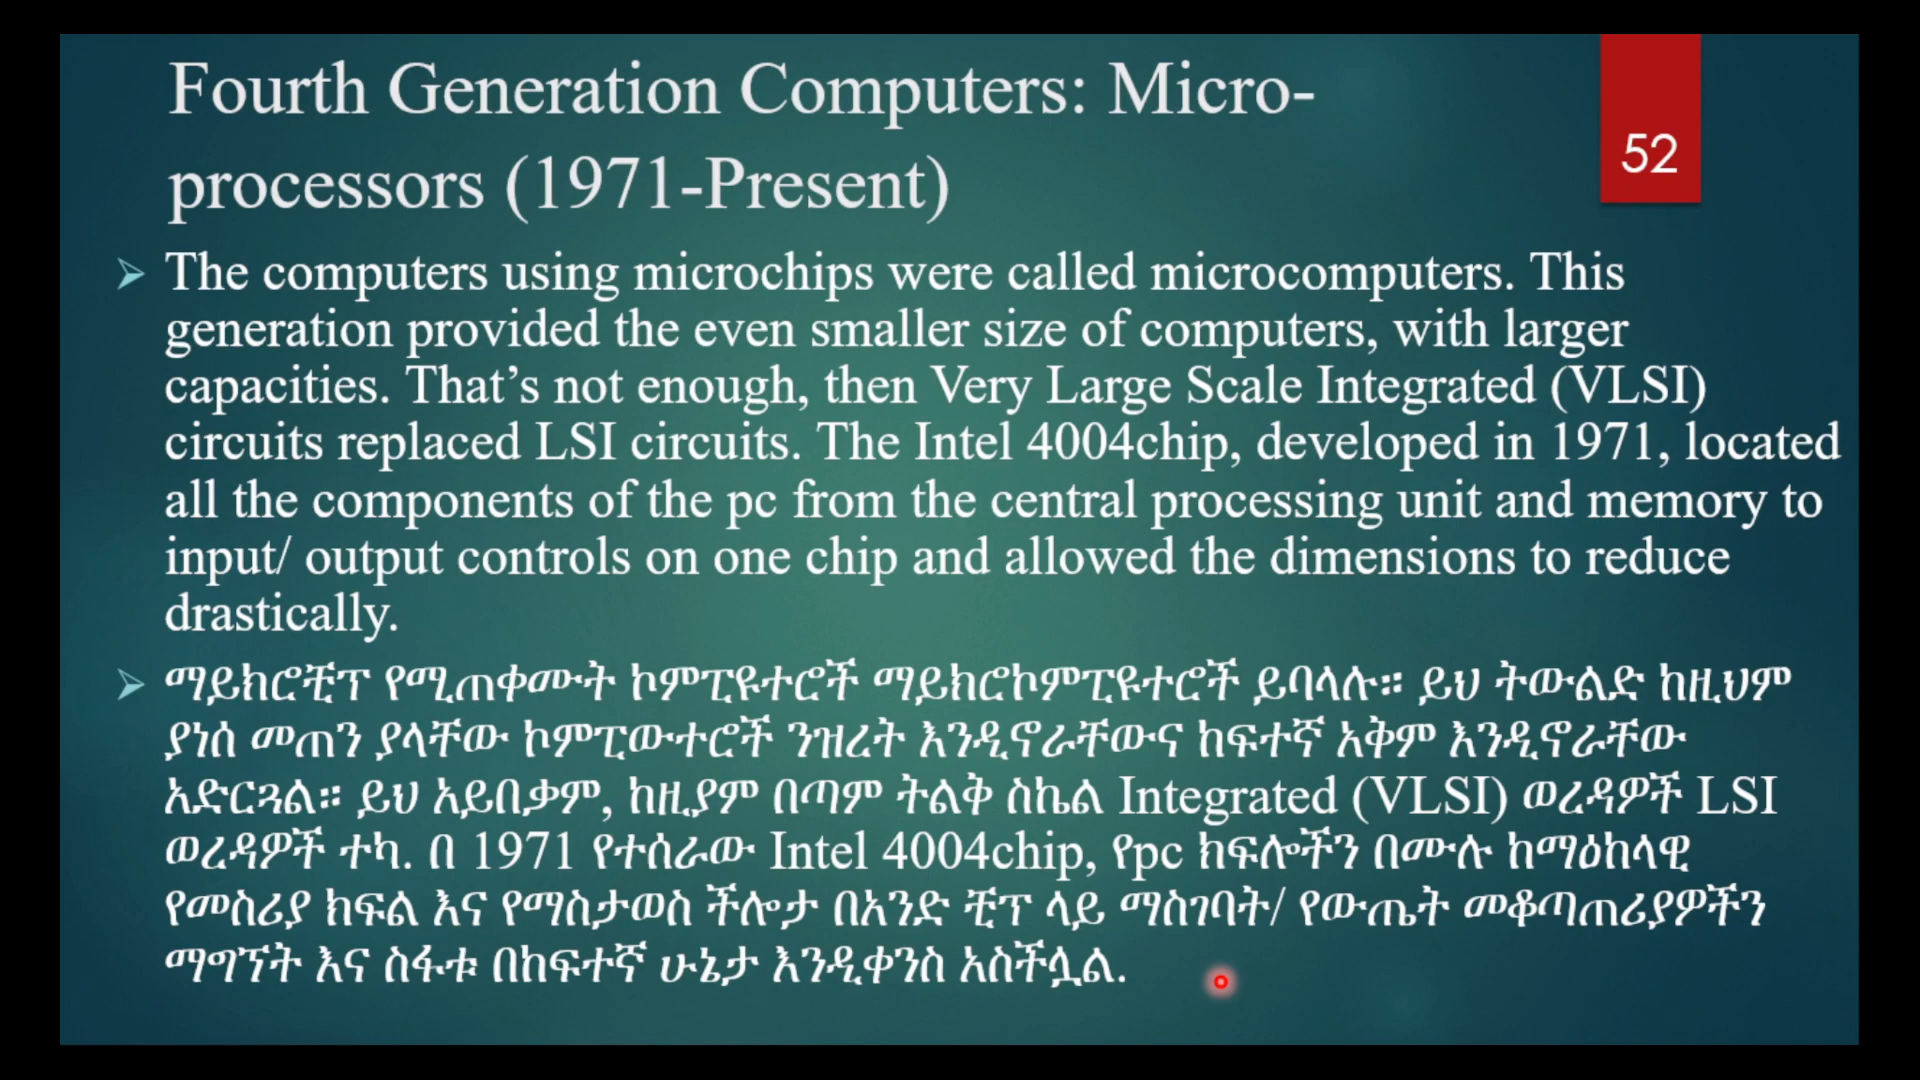 Fourth Generation Computers: Micro-
processors (1971-Present)
52
The computers using microchips were called microcomputers. This
generation provided the even smaller size of computers, with larger
capacities. That’s not enough, then Very Large Scale Integrated (VLSI)
circuits replaced LSI circuits. The Intel 4004chip, developed in 1971, located
all the components of the pc from the central processing unit and memory to
input/ output controls on one chip and allowed the dimensions to reduce
drastically.
ማይክሮቺፕ የሚጠቀሙት ኮምፒዩተሮች ማይክሮኮምፒዩተሮች ይባላሉ። ይህ ትውልድ ከዚህም
ያነሰ መጠን ያላቸው ኮምፒውተሮች ንዝረት እንዲኖራቸውና ከፍተኛ አቅም እንዲኖራቸው
አድርጓል። ይህ አይበቃም, ከዚያም በጣም ትልቅ ስኬል Integrated (VLSI) ወረዳዎች LSI
ወረዳዎች ተካ. በ 1971 የተሰራው Intel 4004chip, የpc ክፍሎችን በሙሉ ከማዕከላዊ
የመስሪያ ክፍል እና የማስታወስ ችሎታ በአንድ ቺፕ ላይ ማስገባት/ የውጤት መቆጣጠሪያዎችን
ማግኘት እና ስፋቱ በከፍተኛ ሁኔታ እንዲቀንስ አስችሏል.